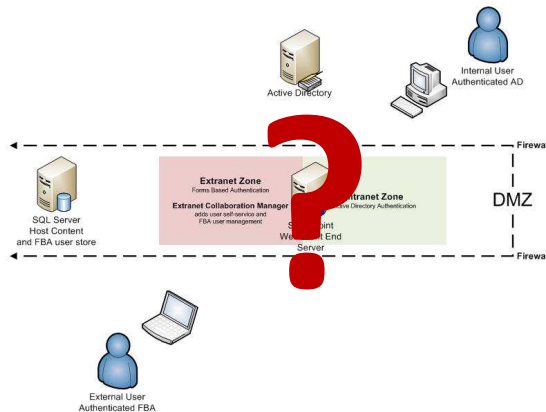 Internal User
Authenticated AD
Active Directory
Firewa
Extranet Zone
Forms Based Authentication
Extranet Collaboration Manager
adds user self-service and
FBA user management
ntranet Zone
Directory Authentication
?
DMZ
SQL Server
Host Content
and FBA user store
End
Server
Firewa
External User
Authenticated FBA